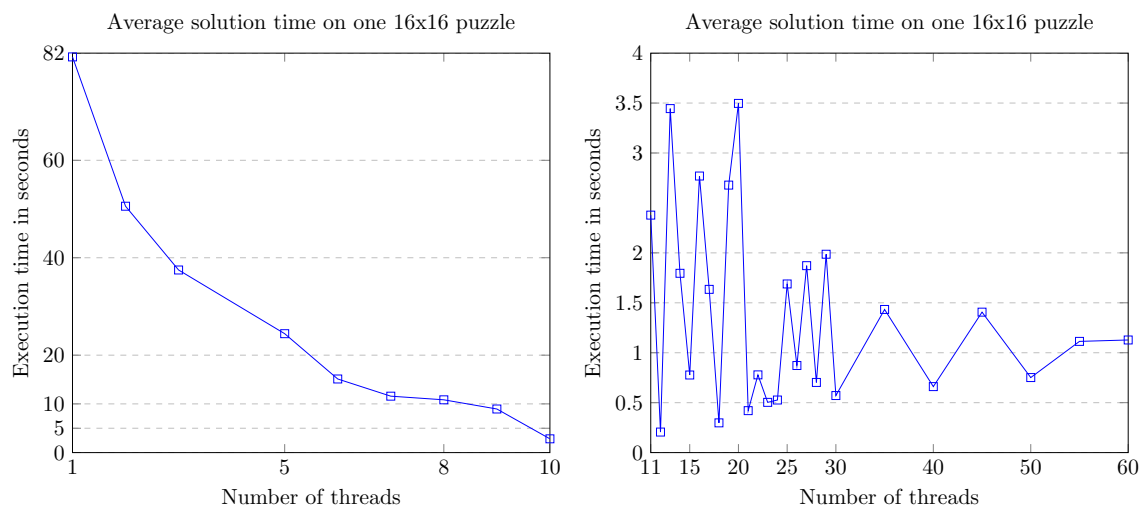 Average solution time on one 16x16 puzzle
Execution time in seconds
82
60
40
20
10
5
0
1 5 8 10
Number of threads
Average solution time on one 16x16 puzzle
Execution time in seconds
4
3.5
3
2
1.5
1
0.5
0
11 15 20 25 30 40 50 60
Number of threads